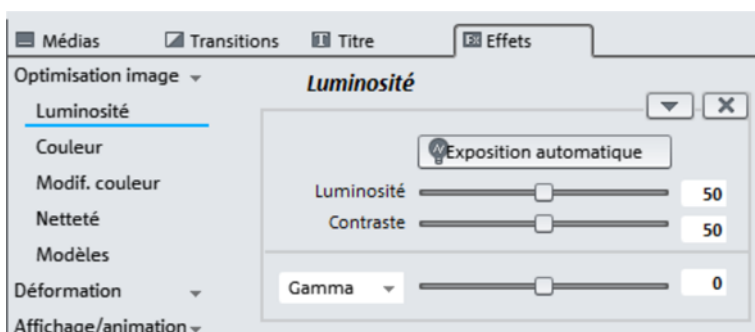 Médias Transitions Titre Effets
Optimisation image
Luminosité
Couleur
Modif. couleur
Netteté
Modèles
Déformation
Affichage/animation
Luminosité
Exposition automatique
Luminosité 50
Contraste 50
Gamma 0